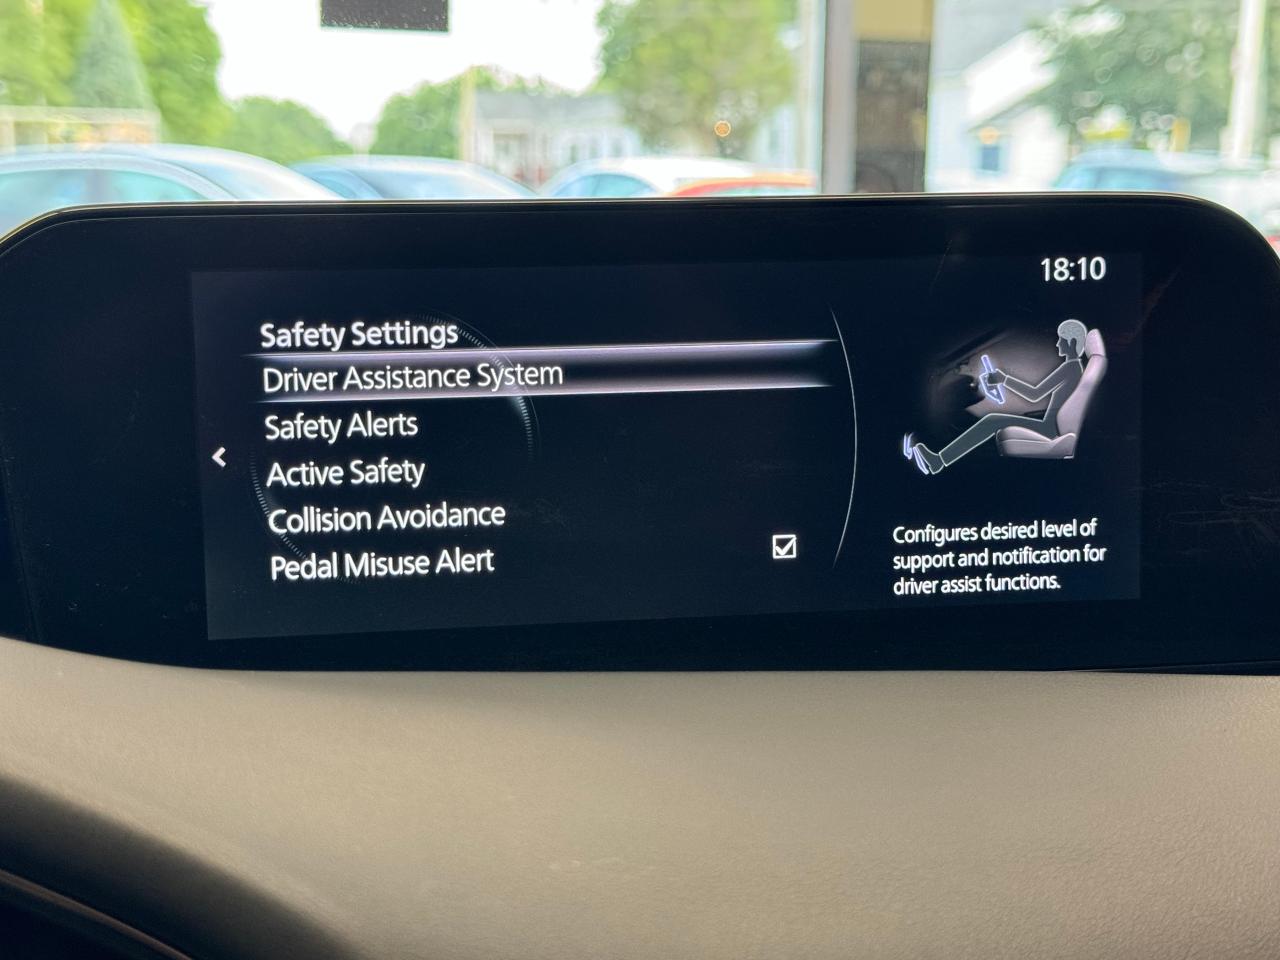 18:10
Safety Settings
Driver Assistance System
Safety Alerts
Active Safety
Collision Avoidance
Pedal Misuse Alert
Configures desired level of
support and notification for
driver assist functions.